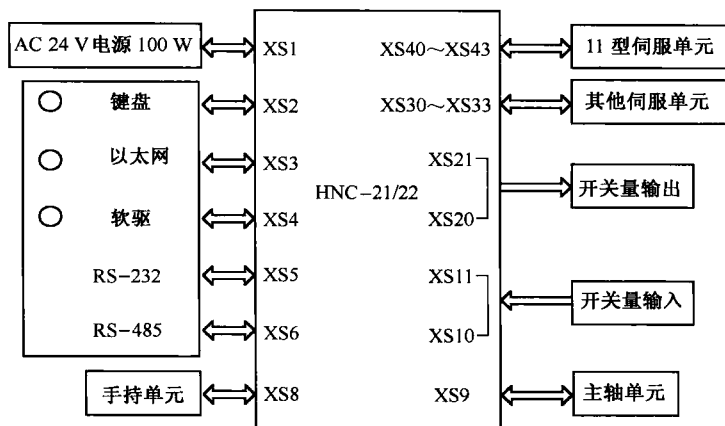 AC 24 V 电源 100 W
XS1
XS40～XS43
11 型伺服单元
键盘
XS2
XS30～XS33
其他伺服单元
以太网
XS3
XS21
HNC-21/22
开关量输出
软驱
XS4
XS20
RS-232
XS5
XS11
开关量输入
RS-485
XS6
XS10
手持单元
XS8
XS9
主轴单元